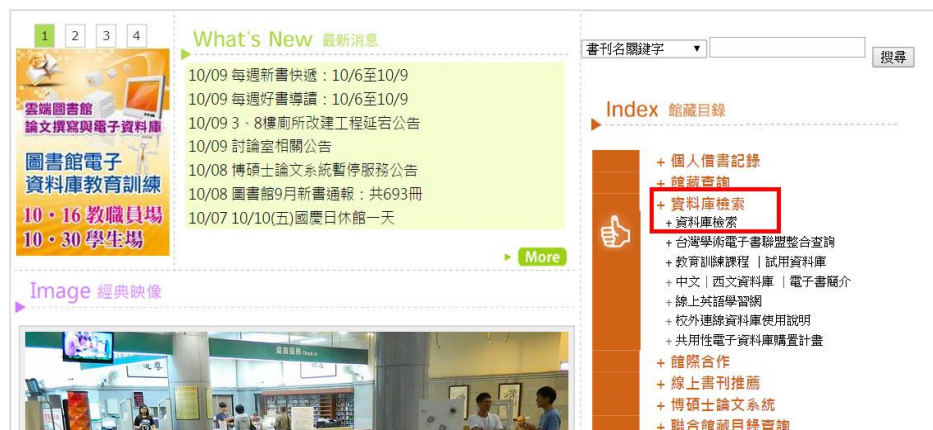 1 2 3 4
雲端圖書館
論文撰寫與電子資料庫
圖書館電子
資料庫教育訓練
10・16 教職員場
10・30 學生場
What's New 最新消息
10/09 每週新書快遞：10/6至10/9
10/09 每週好書導讀：10/6至10/9
10/09 3、8樓廁所改建工程延宕公告
10/09 討論室相關公告
10/08 博碩士論文系統暫停服務公告
10/08 圖書館9月新書通報：共693冊
10/07 10/10(五)國慶日休館一天
More
Image 經典映像
還書服務 Check In
書刊名關鍵字
搜尋
Index 館藏目錄
+ 個人借書記錄
+ 館藏查詢
+ 資料庫檢索
+ 資料庫檢索
+ 台灣學術電子書聯盟整合查詢
+ 教育訓練課程 | 試用資料庫
+ 中文 | 西文資料庫 | 電子書簡介
+ 線上英語學習網
+ 校外連線資料庫使用說明
+ 共用性電子資料庫購置計畫
+ 館際合作
+ 線上書刊推薦
+ 博碩士論文系統
+ 聯合館藏目錄查詢